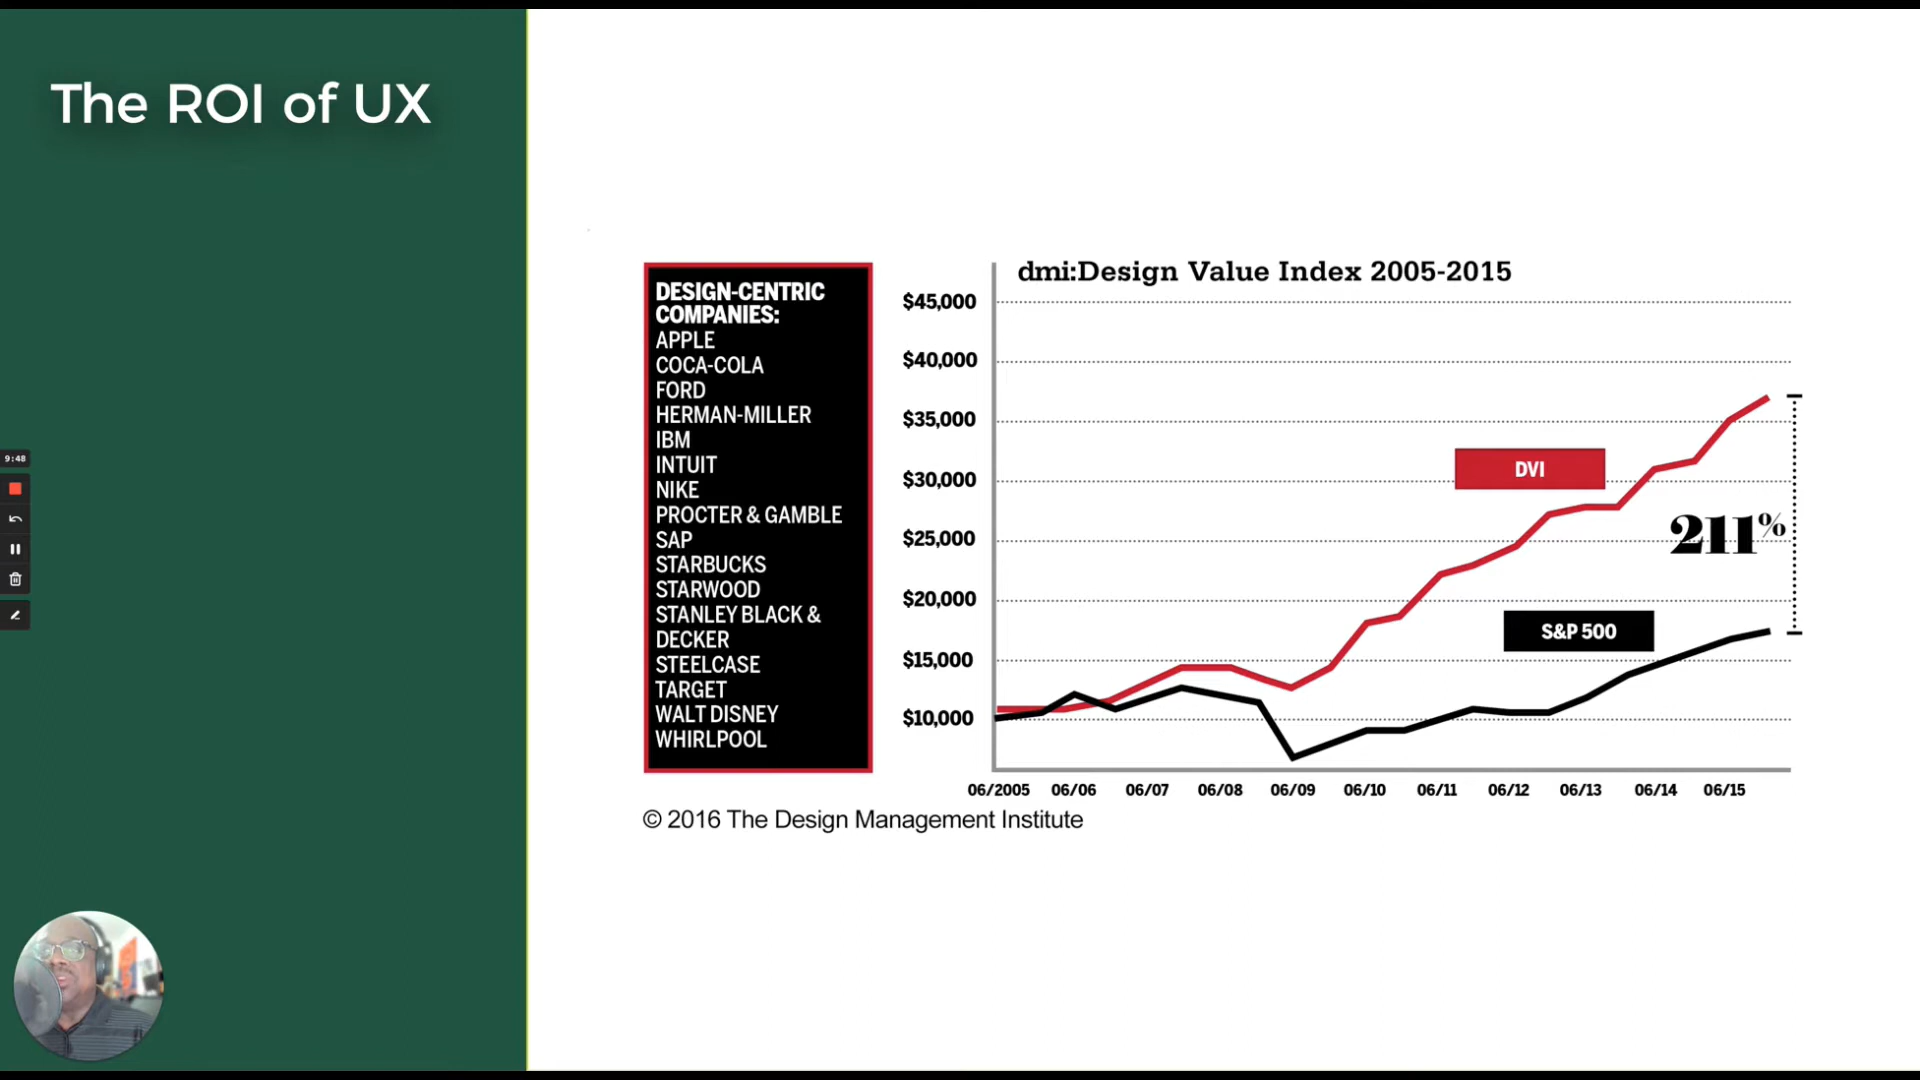 The ROI of UX
9:48
DESIGN-CENTRIC
COMPANIES:
APPLE
COCA-COLA
FORD
HERMAN-MILLER
IBM
INTUIT
NIKE
PROCTER & GAMBLE
SAP
STARBUCKS
STARWOOD
STANLEY BLACK &
DECKER
STEELCASE
TARGET
WALT DISNEY
WHIRLPOOL
dmi:Design Value Index 2005-2015
$45,000
$40,000
$35,000
$30,000
$25,000
$20,000
$15,000
$10,000
DVI
211%
S&P 500
06/2005 06/06 06/07 06/08 06/09 06/10 06/11 06/12 06/13 06/14 06/15
© 2016 The Design Management Institute